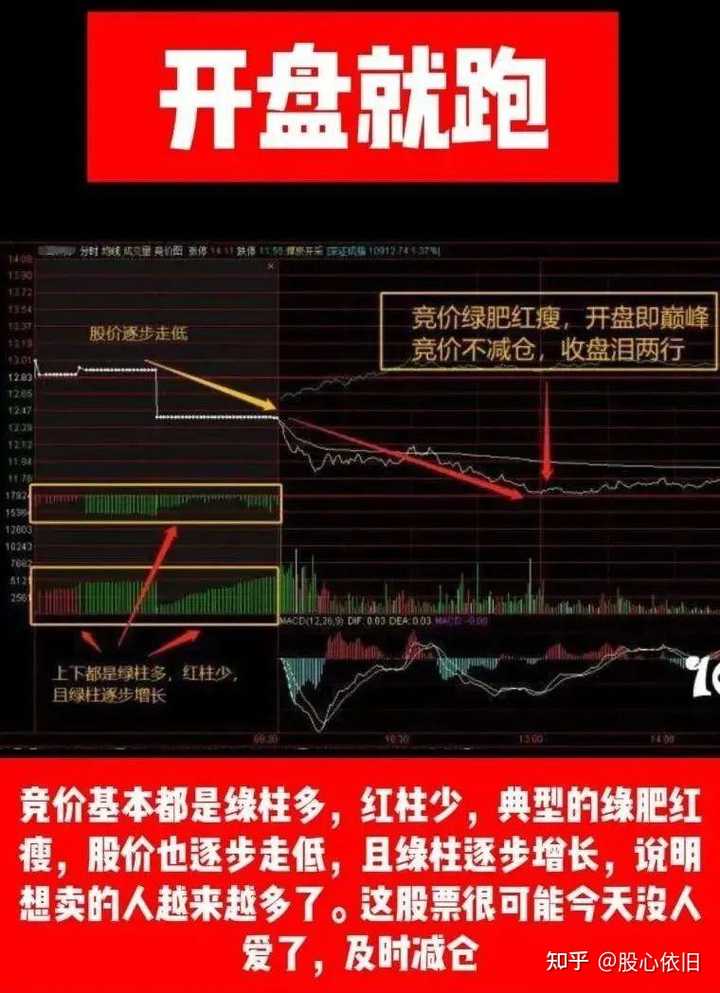 开盘就跑
分时 均线 成交量 竞价图 涨停 14.11 跌停 11.55 煤炭开采 [深证成指 10912.74 1.37%]
14.08
13.90
13.72
13.54
13.37
13.19
13.01
12.83
12.65
12.47
12.29
12.12
11.94
11.76
股价逐步走低
竞价绿肥红瘦，开盘即巅峰
竞价不减仓，收盘泪两行
12803
10243
7682
5121
2561
MACD(12,26,9) DIF: 0.03 DEA: 0.03 MACD: -0.00
上下都是绿柱多，红柱少，
且绿柱逐步增长
09:30 10:30 13:00 14:00
竞价基本都是绿柱多，红柱少，典型的绿肥红
瘦，股价也逐步走低，且绿柱逐步增长，说明
想卖的人越来越多了。这股票很可能今天没人
爱了，及时减仓
知乎 @股心依旧